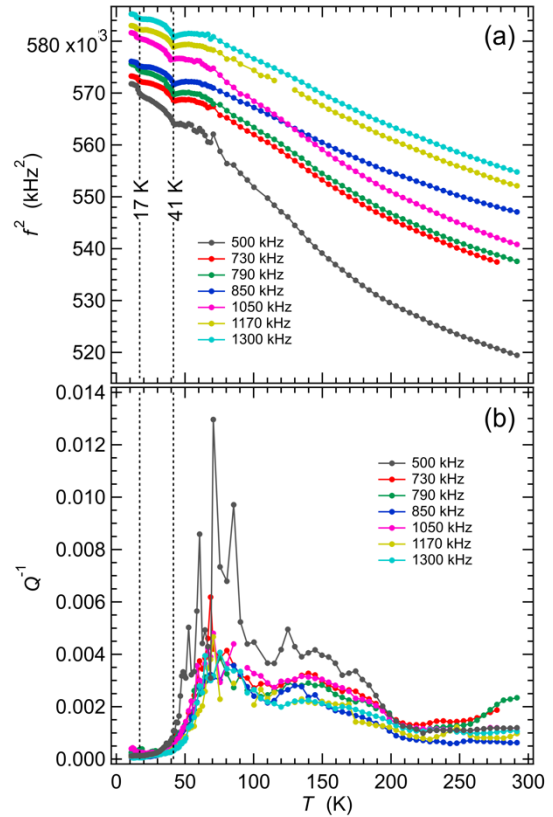 (a)
580 x10³
570
560
550
540
530
520
f² (kHz²)
17 K
41 K
500 kHz
730 kHz
790 kHz
850 kHz
1050 kHz
1170 kHz
1300 kHz
(b)
0.014
0.012
0.010
0.008
0.006
0.004
0.002
0.000
Q⁻¹
500 kHz
730 kHz
790 kHz
850 kHz
1050 kHz
1170 kHz
1300 kHz
0 50 100 150 200 250 300
T (K)